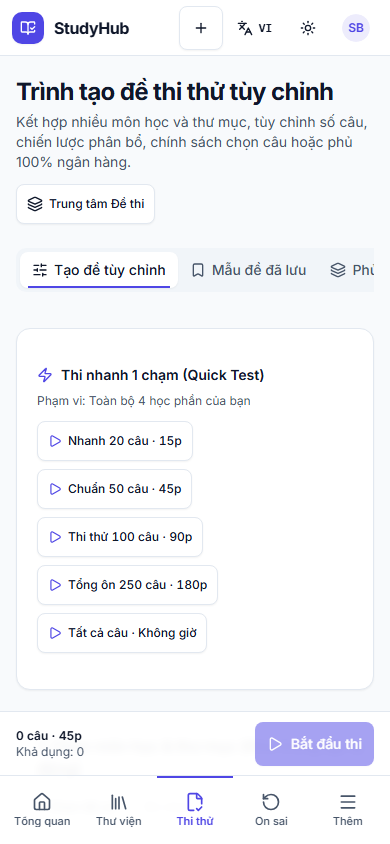 StudyHub
VI
SB
Trình tạo đề thi thử tùy chỉnh
Kết hợp nhiều môn học và thư mục, tùy chỉnh số câu,
chiến lược phân bổ, chính sách chọn câu hoặc phủ
100% ngân hàng.
Trung tâm Đề thi
Tạo đề tùy chỉnh
Mẫu đề đã lưu
Phủ
Thi nhanh 1 chạm (Quick Test)
Phạm vi: Toàn bộ 4 học phần của bạn
Nhanh 20 câu · 15p
Chuẩn 50 câu · 45p
Thi thử 100 câu · 90p
Tổng ôn 250 câu · 180p
Tất cả câu · Không giờ
0 câu · 45p
Khả dụng: 0
Bắt đầu thi
Tổng quan
Thư viện
Thi thử
Ôn sai
Thêm